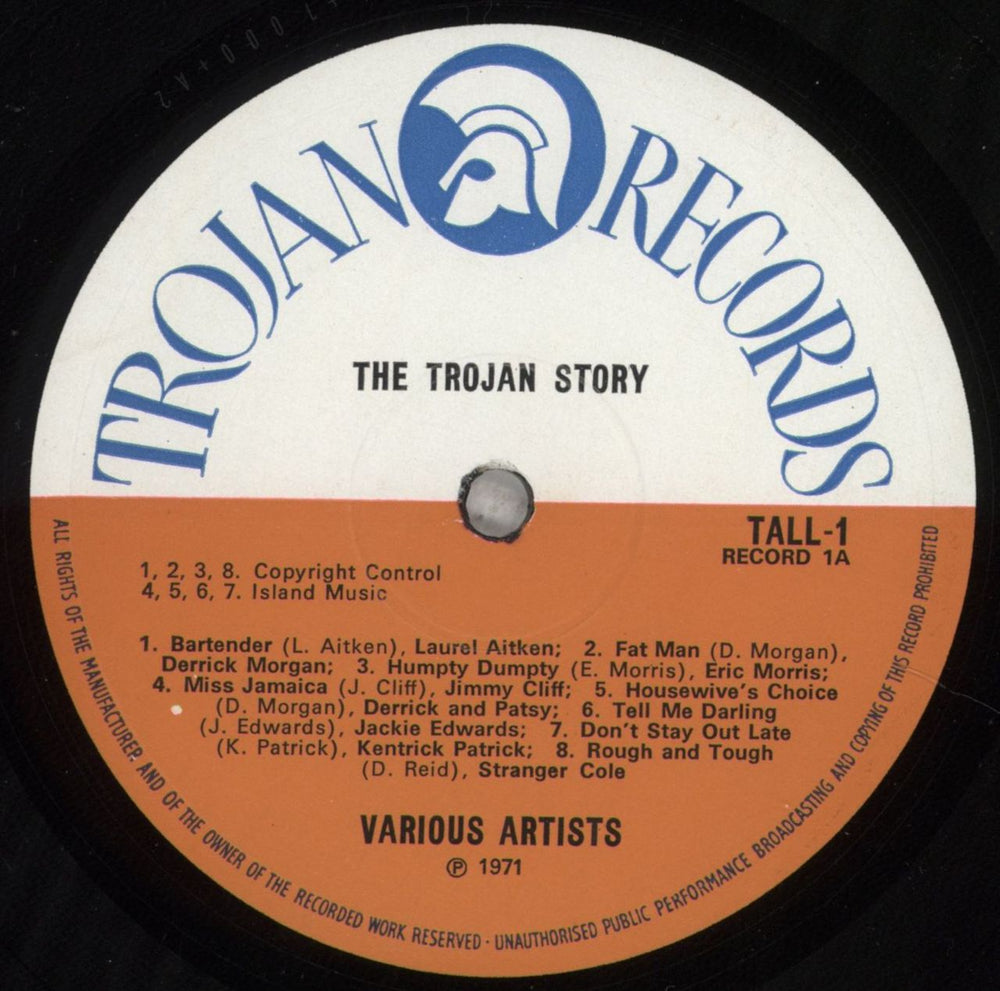 TROJAN RECORDS
THE TROJAN STORY
TALL-1
RECORD 1A
1, 2, 3, 8. Copyright Control
4, 5, 6, 7. Island Music
1. Bartender (L. Aitken), Laurel Aitken; 2. Fat Man (D. Morgan),
Derrick Morgan; 3. Humpty Dumpty (E. Morris), Eric Morris;
4. Miss Jamaica (J. Cliff), Jimmy Cliff; 5. Housewive's Choice
(D. Morgan), Derrick and Patsy; 6. Tell Me Darling
(J. Edwards), Jackie Edwards; 7. Don't Stay Out Late
(K. Patrick), Kentrick Patrick; 8. Rough and Tough
(D. Reid), Stranger Cole
VARIOUS ARTISTS
℗ 1971
ALL RIGHTS OF THE MANUFACTURER AND OF THE OWNER OF THE RECORDED WORK RESERVED · UNAUTHORISED PUBLIC PERFORMANCE BROADCASTING AND COPYING OF THIS RECORD PROHIBITED